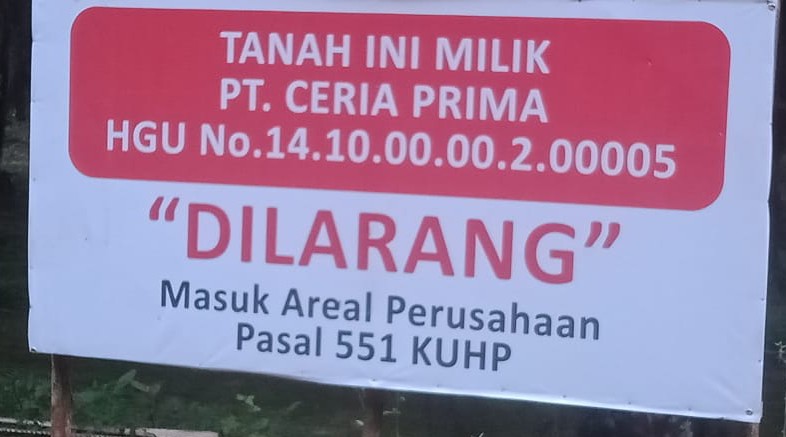 TANAH INI MILIK
PT. CERIA PRIMA
HGU No.14.10.00.00.2.00005
“DILARANG”
Masuk Areal Perusahaan
Pasal 551 KUHP